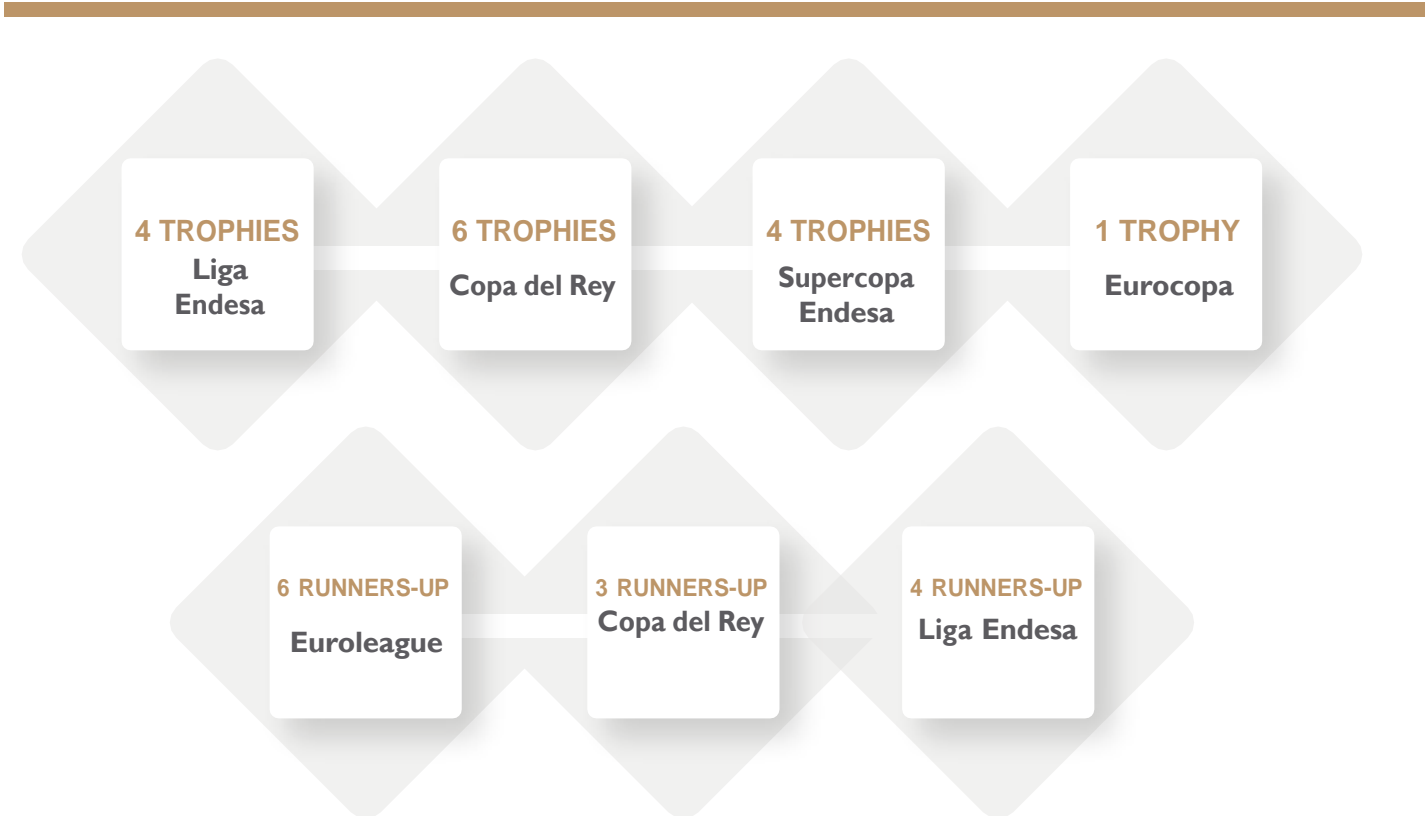 4 TROPHIES
Liga
Endesa
6 TROPHIES
Copa del Rey
4 TROPHIES
Supercopa
Endesa
1 TROPHY
Eurocopa
6 RUNNERS-UP
Euroleague
3 RUNNERS-UP
Copa del Rey
4 RUNNERS-UP
Liga Endesa